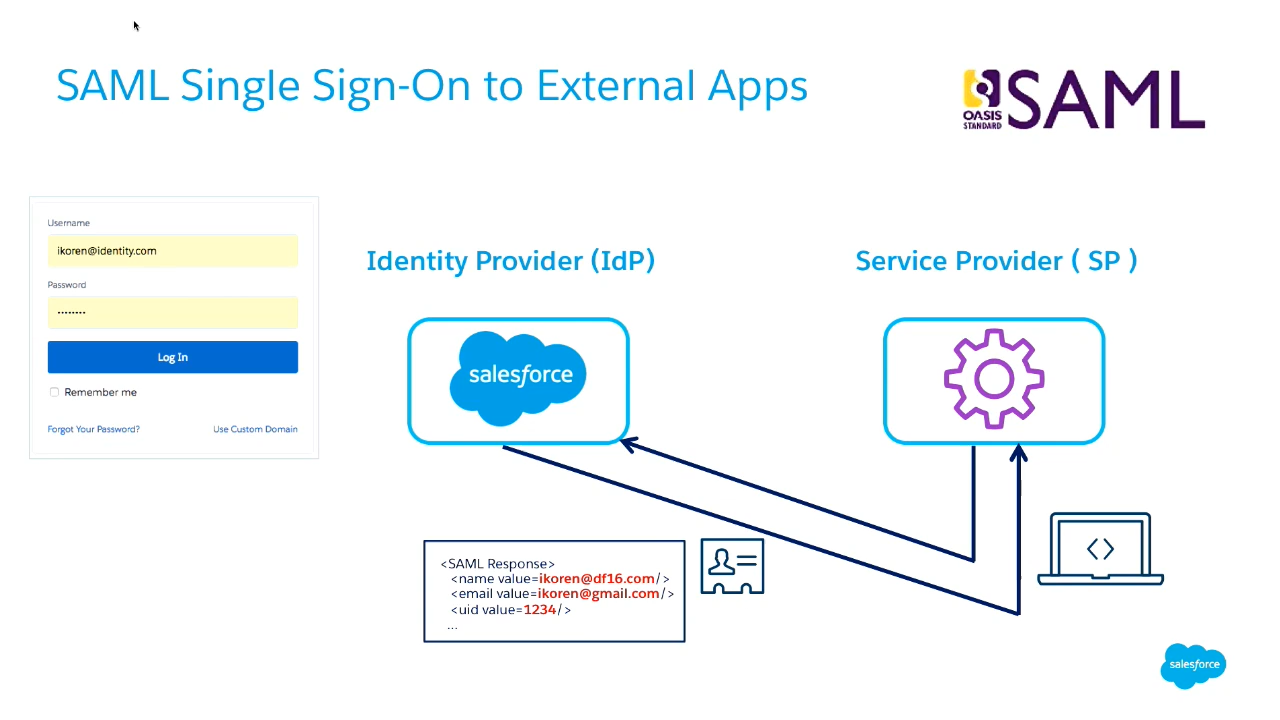 SAML Single Sign-On to External Apps
OASIS
STANDARD
SAML
Username
ikoren@identity.com
Password
••••••••
Log In
Remember me
Forgot Your Password?
Use Custom Domain
Identity Provider (IdP)
Service Provider ( SP )
salesforce
<SAML Response>
<name value=ikoren@df16.com/>
<email value=ikoren@gmail.com/>
<uid value=1234/>
...
<>
salesforce